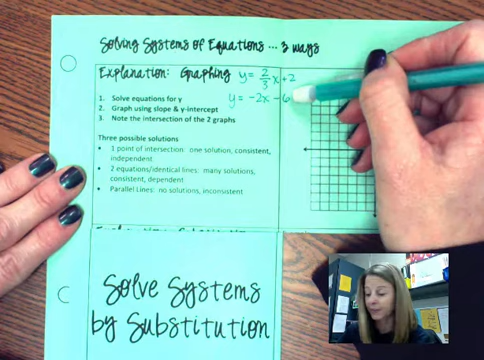 Solving Systems of Equations ... 3 ways
Explanation: Graphing y = 2/3 x + 2
y = -2x - 6
1. Solve equations for y
2. Graph using slope & y-intercept
3. Note the intersection of the 2 graphs
Three possible solutions
• 1 point of intersection: one solution, consistent,
independent
• 2 equations/identical lines: many solutions,
consistent, dependent
• Parallel Lines: no solutions, inconsistent
Solve Systems
by Substitution